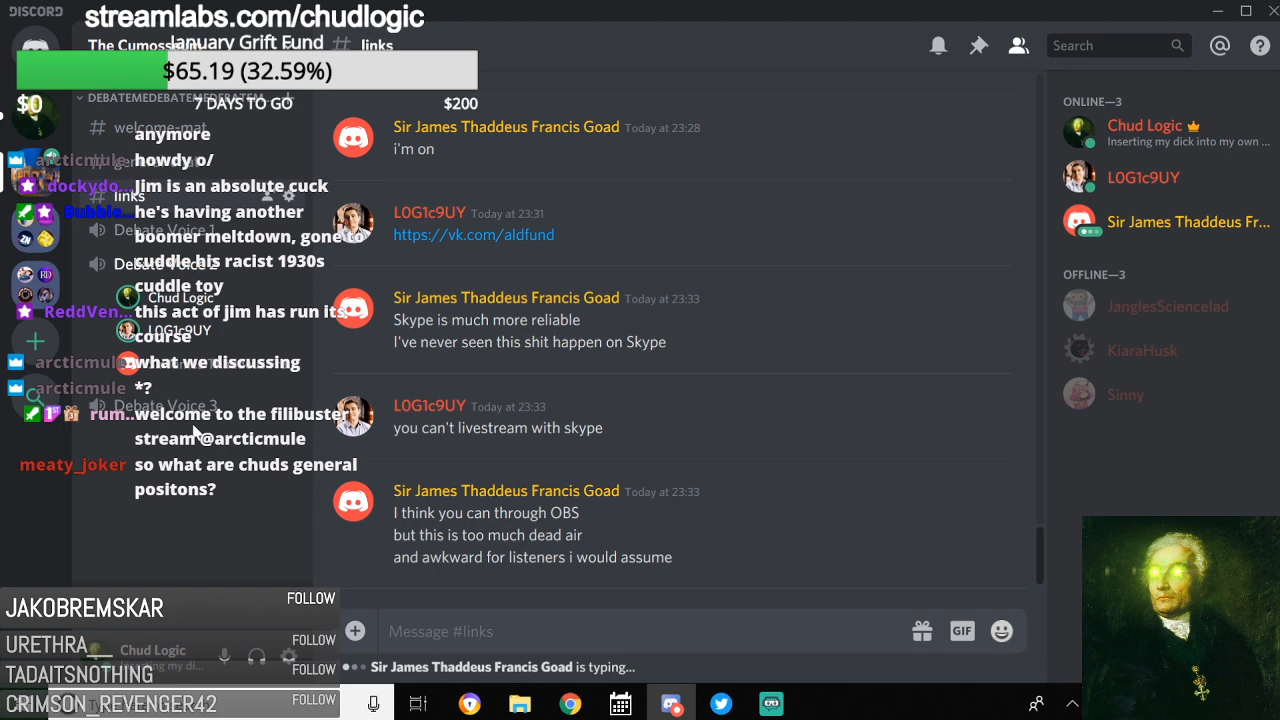 DISCORD
streamlabs.com/chudlogic
January Grift Fund
$65.19 (32.59%)
$0
7 DAYS TO GO
$200
The Cumosseum
DEBATEMEDEBATEMEDEBATEM...
# welcome-mat
# links
Debate Voice 1
Debate Voice 2
Chud Logic
L0G1c9UY
Debate Voice 3
anymore
arcticmule howdy o/
dockydo... Jim is an absolute cuck
Bubble... he's having another
boomer meltdown, gone to
cuddle his racist 1930s
cuddle toy
ReddVen... this act of jim has run its
course
arcticmule what we discussing
arcticmule *?
rum... welcome to the filibuster
stream @arcticmule
meaty_joker so what are chuds general
positons?
JAKOBREMSKAR FOLLOW
URETHRA__ FOLLOW
TADAITSNOTHING FOLLOW
CRIMSON_REVENGER42 FOLLOW
Chud Logic
Inserting my di...
# links
Search
Sir James Thaddeus Francis Goad Today at 23:28
i'm on
L0G1c9UY Today at 23:31
https://vk.com/aldfund
Sir James Thaddeus Francis Goad Today at 23:33
Skype is much more reliable
I've never seen this shit happen on Skype
L0G1c9UY Today at 23:33
you can't livestream with skype
Sir James Thaddeus Francis Goad Today at 23:33
I think you can through OBS
but this is too much dead air
and awkward for listeners i would assume
Message #links
GIF
Sir James Thaddeus Francis Goad is typing...
ONLINE—3
Chud Logic
Inserting my dick into my own ...
L0G1c9UY
Sir James Thaddeus Fr...
OFFLINE—3
JanglesSciencelad
KiaraHusk
Sinny